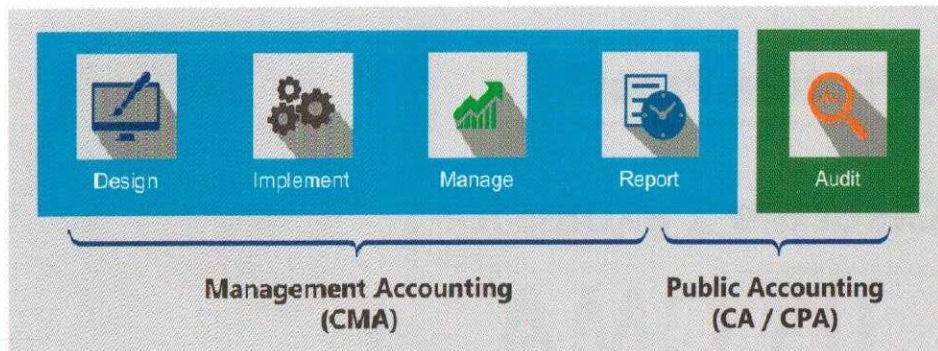 Design
Implement
Manage
Report
Audit
Management Accounting
(CMA)
Public Accounting
(CA / CPA)